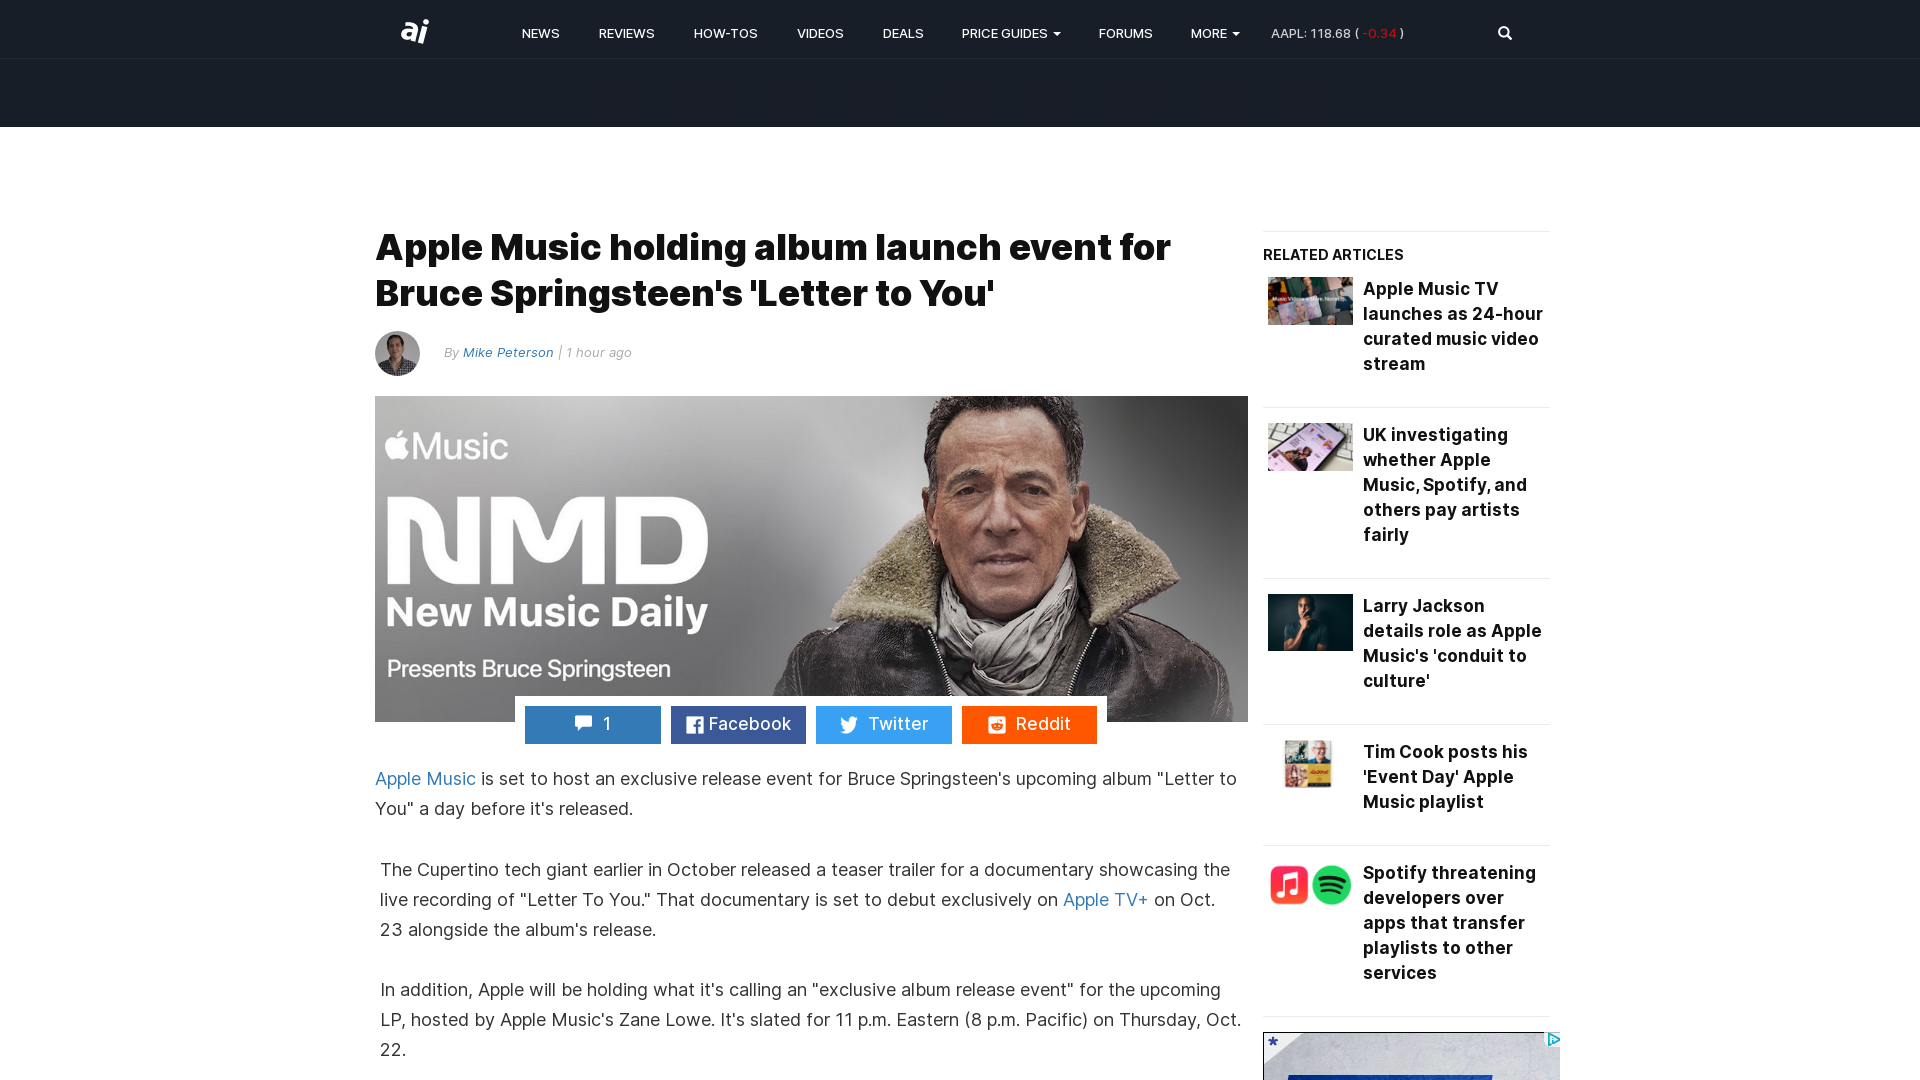 ai
NEWS
REVIEWS
HOW-TOS
VIDEOS
DEALS
PRICE GUIDES
FORUMS
MORE
AAPL: 118.68 ( -0.34 )
Apple Music holding album launch event for
Bruce Springsteen's 'Letter to You'
By Mike Peterson | 1 hour ago
Music
NMD
New Music Daily
Presents Bruce Springsteen
1
Facebook
Twitter
Reddit
Apple Music is set to host an exclusive release event for Bruce Springsteen's upcoming album "Letter to
You" a day before it's released.
The Cupertino tech giant earlier in October released a teaser trailer for a documentary showcasing the
live recording of "Letter To You." That documentary is set to debut exclusively on Apple TV+ on Oct.
23 alongside the album's release.
In addition, Apple will be holding what it's calling an "exclusive album release event" for the upcoming
LP, hosted by Apple Music's Zane Lowe. It's slated for 11 p.m. Eastern (8 p.m. Pacific) on Thursday, Oct.
22.
RELATED ARTICLES
Apple Music TV
launches as 24-hour
curated music video
stream
UK investigating
whether Apple
Music, Spotify, and
others pay artists
fairly
Larry Jackson
details role as Apple
Music's 'conduit to
culture'
Tim Cook posts his
'Event Day' Apple
Music playlist
Spotify threatening
developers over
apps that transfer
playlists to other
services